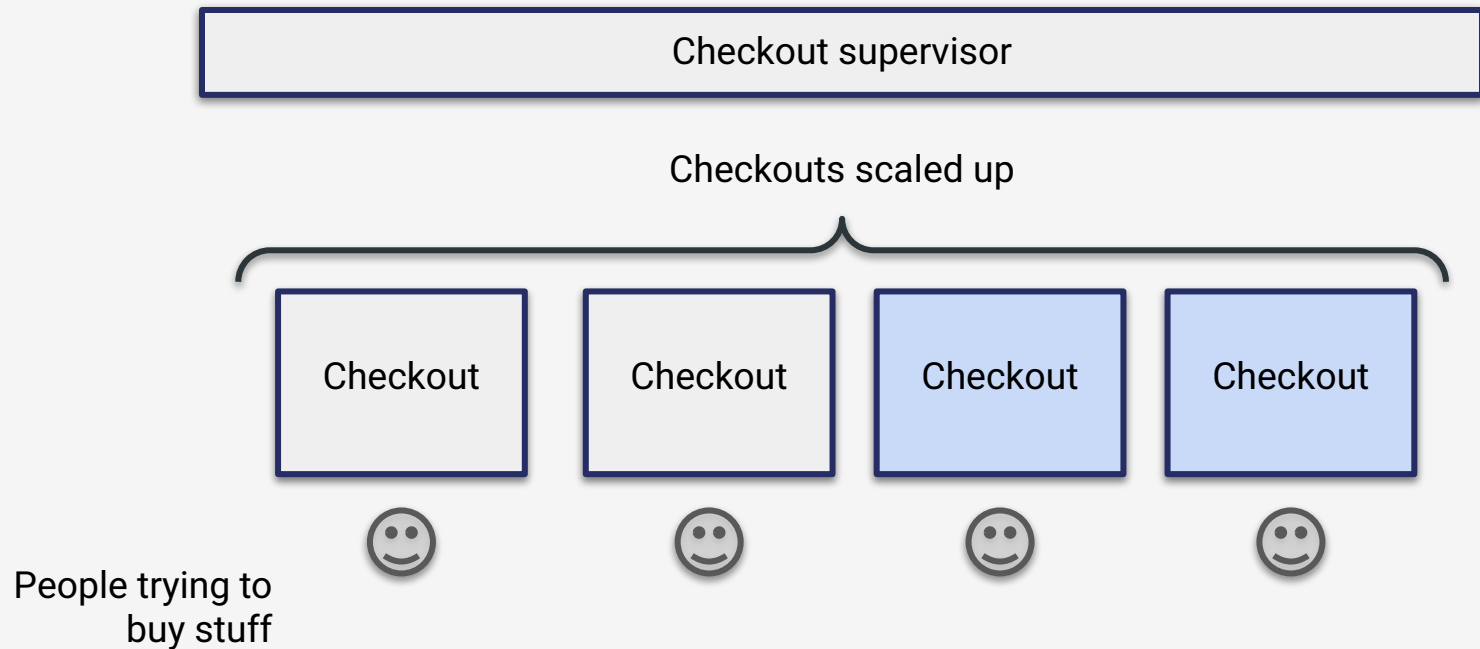 Checkout supervisor
Checkouts scaled up
Checkout
Checkout
Checkout
Checkout
People trying to
buy stuff